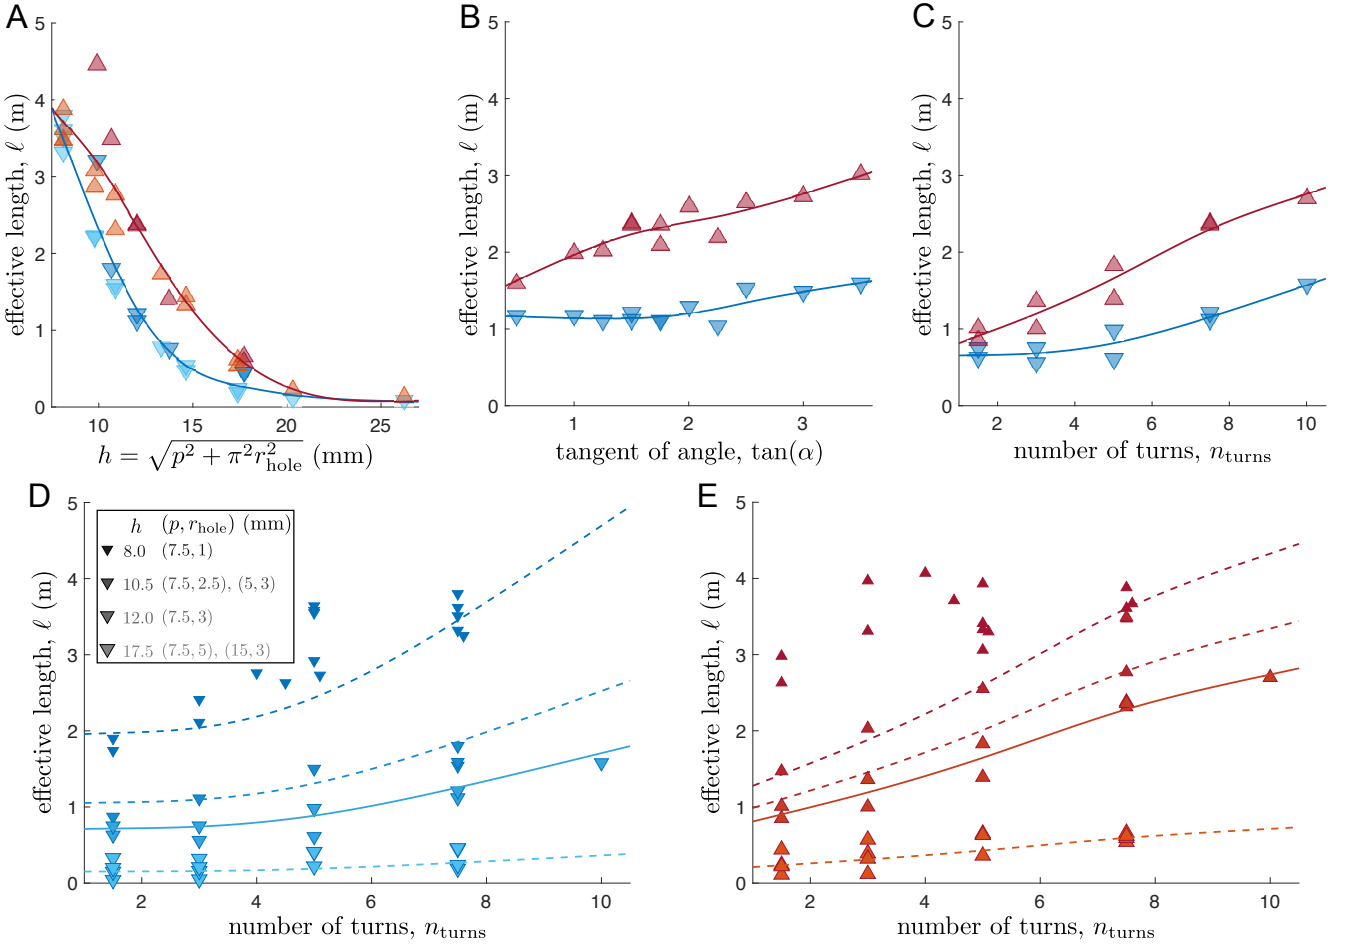 A
5
4
3
2
1
0
10
15
20
25
effective length, ℓ (m)
h = √(p² + π²r²hole) (mm)
B
5
4
3
2
1
0
1
2
3
effective length, ℓ (m)
tangent of angle, tan(α)
C
5
4
3
2
1
0
2
4
6
8
10
effective length, ℓ (m)
number of turns, nturns
D
5
4
3
2
1
0
2
4
6
8
10
effective length, ℓ (m)
number of turns, nturns
h (p, rhole) (mm)
8.0 (7.5, 1)
10.5 (7.5, 2.5), (5, 3)
12.0 (7.5, 3)
17.5 (7.5, 5), (15, 3)
E
5
4
3
2
1
0
2
4
6
8
10
effective length, ℓ (m)
number of turns, nturns